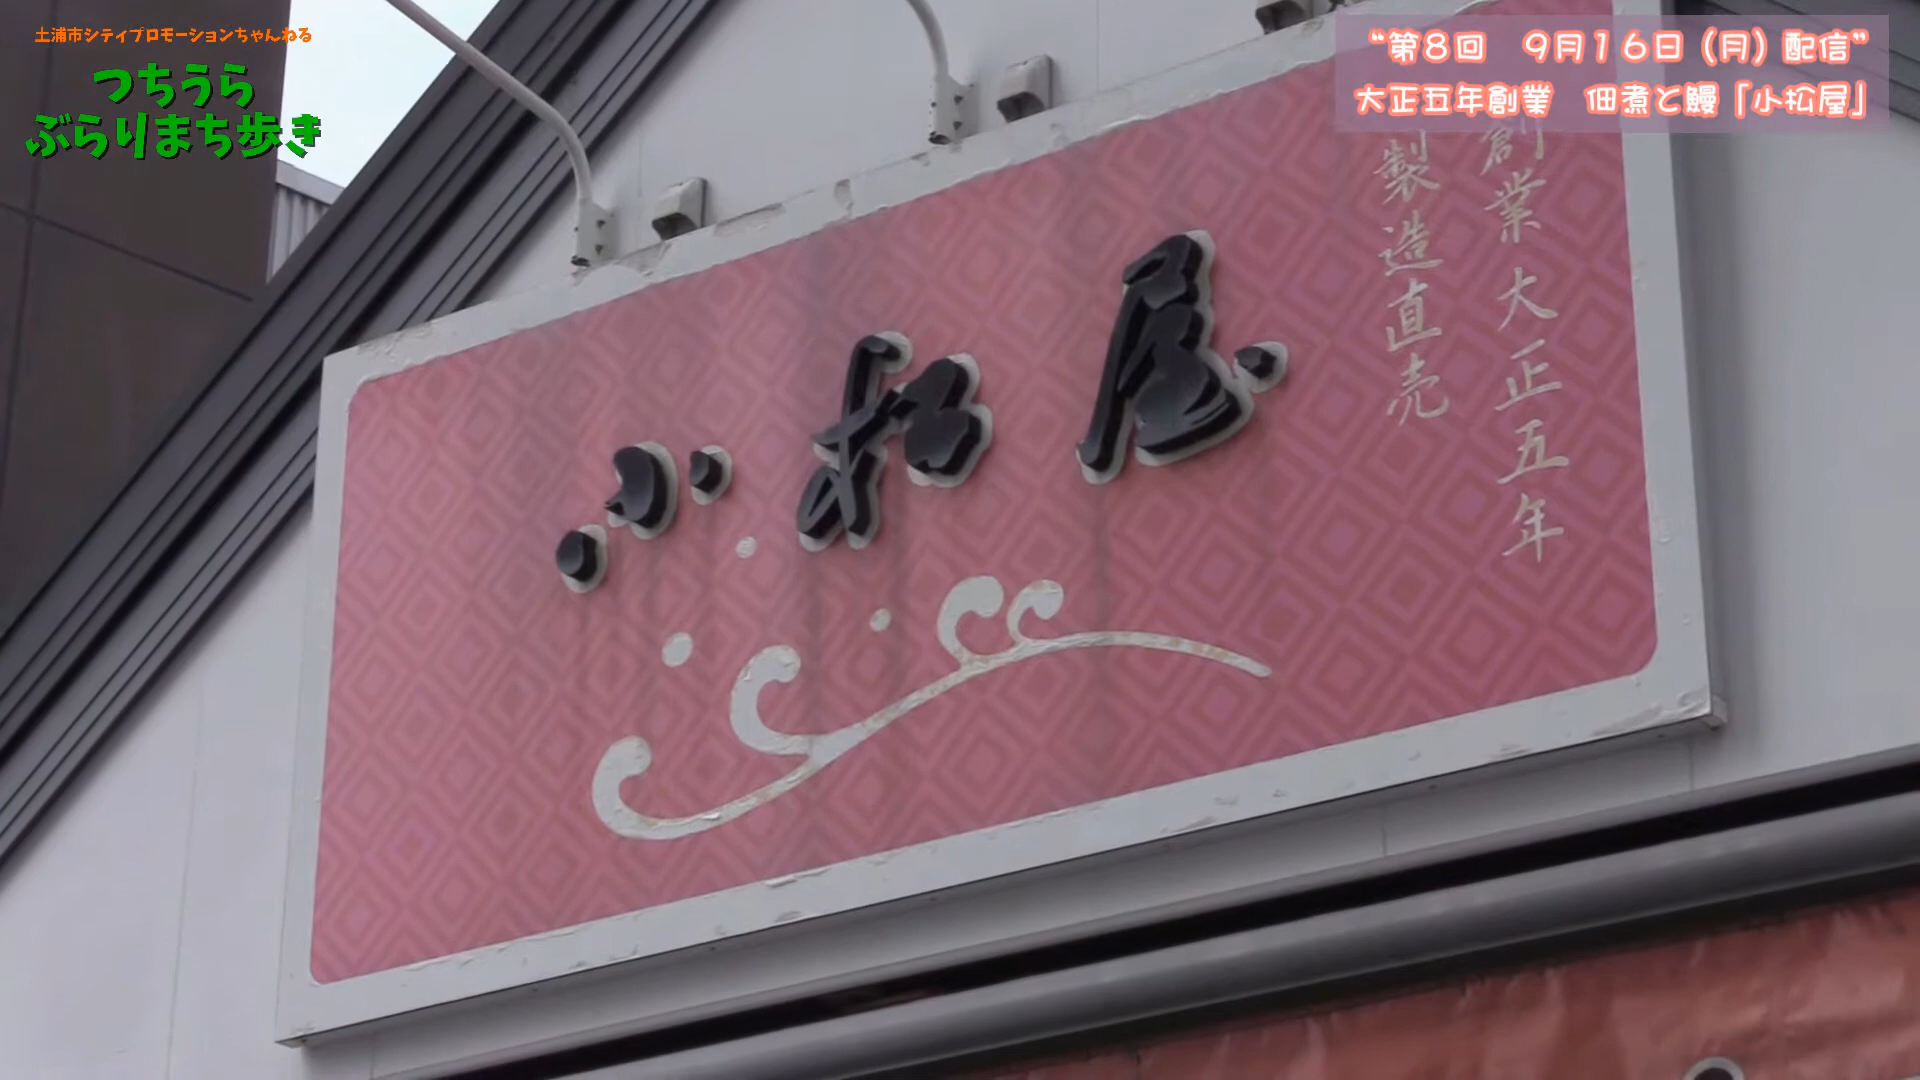 土浦市シティプロモーションちゃんねる
つちうら
ぶらりまち歩き
“第８回　９月１６日（月）配信”
大正五年創業　佃煮と鰻「小松屋」
創業大正五年
製造直売
小松屋